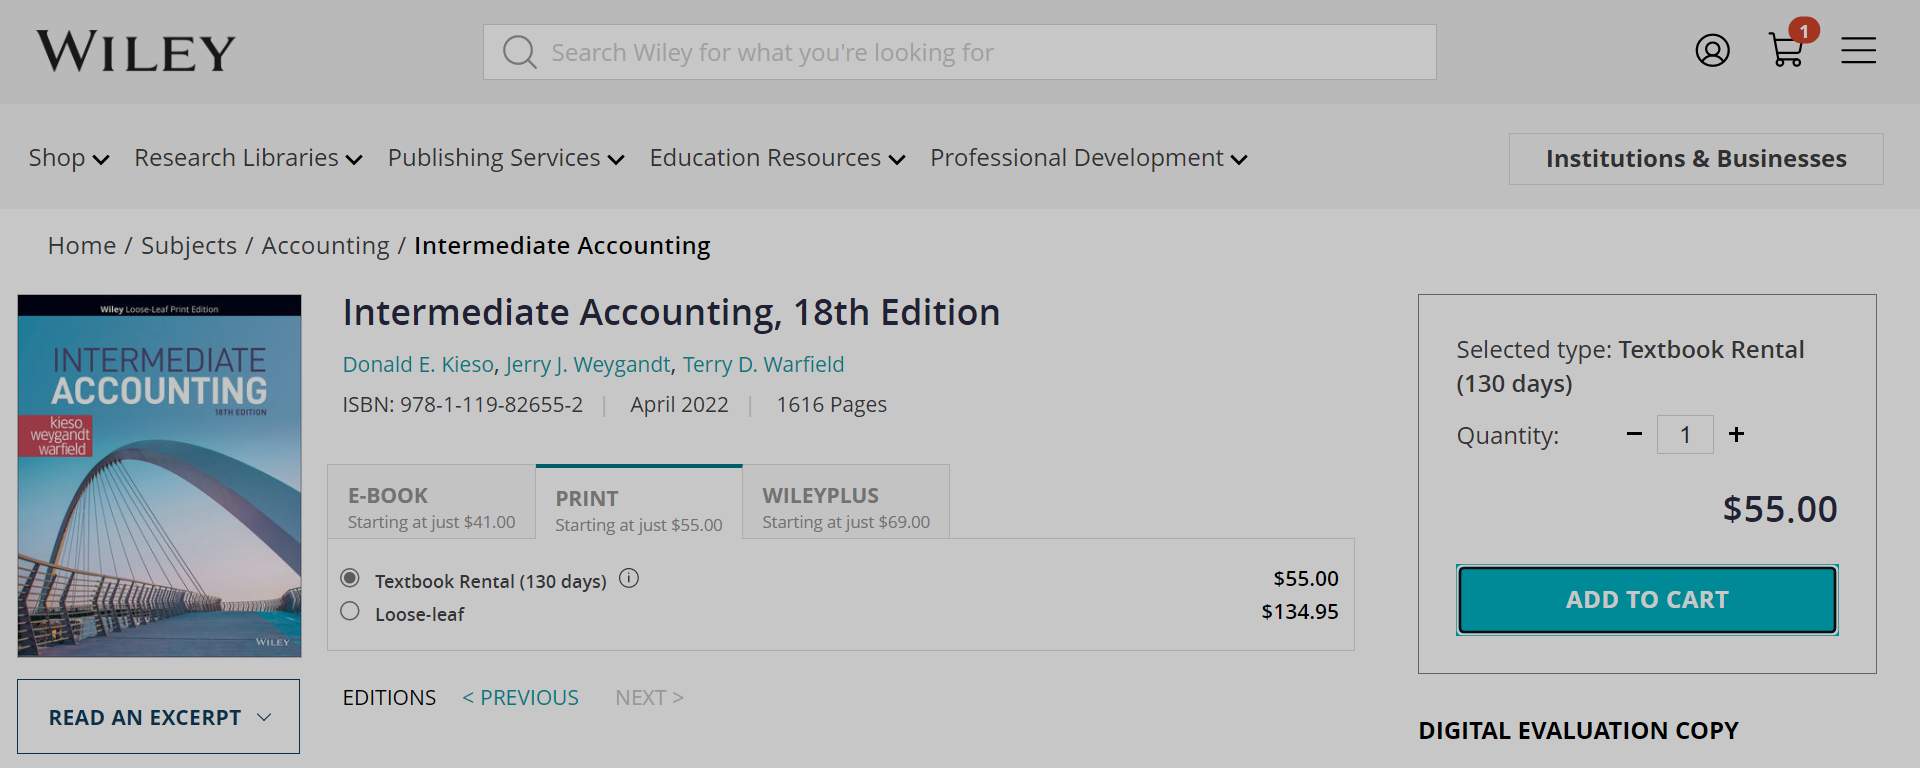 WILEY
Search Wiley for what you're looking for
1
Shop
Research Libraries
Publishing Services
Education Resources
Professional Development
Institutions & Businesses
Home / Subjects / Accounting / Intermediate Accounting
Wiley Loose-Leaf Print Edition
INTERMEDIATE
ACCOUNTING
18TH EDITION
kieso
weygandt
warfield
WILEY
READ AN EXCERPT
Intermediate Accounting, 18th Edition
Donald E. Kieso, Jerry J. Weygandt, Terry D. Warfield
ISBN: 978-1-119-82655-2 | April 2022 | 1616 Pages
E-BOOK
Starting at just $41.00
PRINT
Starting at just $55.00
WILEYPLUS
Starting at just $69.00
Textbook Rental (130 days) $55.00
Loose-leaf $134.95
EDITIONS < PREVIOUS NEXT >
Selected type: Textbook Rental
(130 days)
Quantity: − 1 +
$55.00
ADD TO CART
DIGITAL EVALUATION COPY